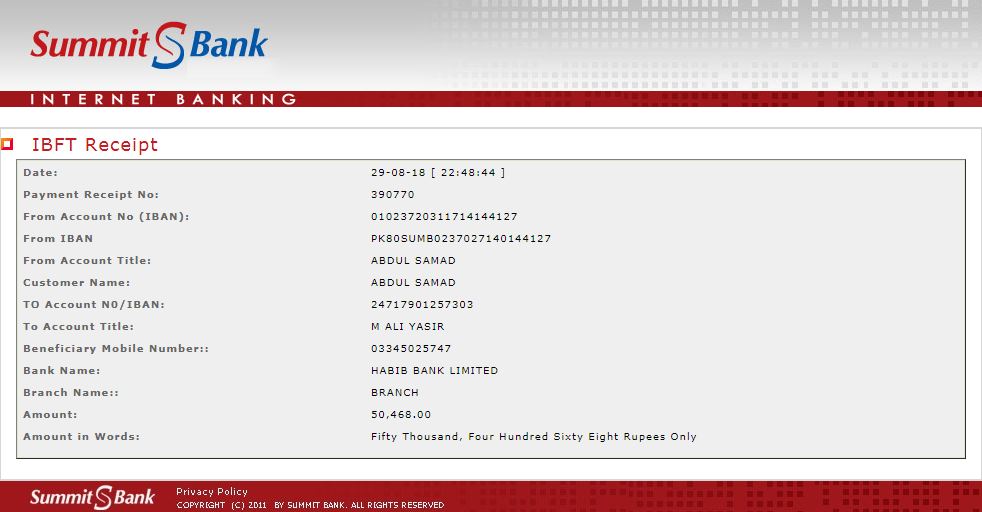 Summit S Bank
INTERNET BANKING
IBFT Receipt
Date: 29-08-18 [ 22:48:44 ]
Payment Receipt No: 390770
From Account No (IBAN): 01023720311714144127
From IBAN PK80SUMB0237027140144127
From Account Title: ABDUL SAMAD
Customer Name: ABDUL SAMAD
TO Account N0/IBAN: 24717901257303
To Account Title: M ALI YASIR
Beneficiary Mobile Number:: 03345025747
Bank Name: HABIB BANK LIMITED
Branch Name:: BRANCH
Amount: 50,468.00
Amount in Words: Fifty Thousand, Four Hundred Sixty Eight Rupees Only
Summit S Bank
Privacy Policy
COPYRIGHT (C) 2011 BY SUMMIT BANK. ALL RIGHTS RESERVED